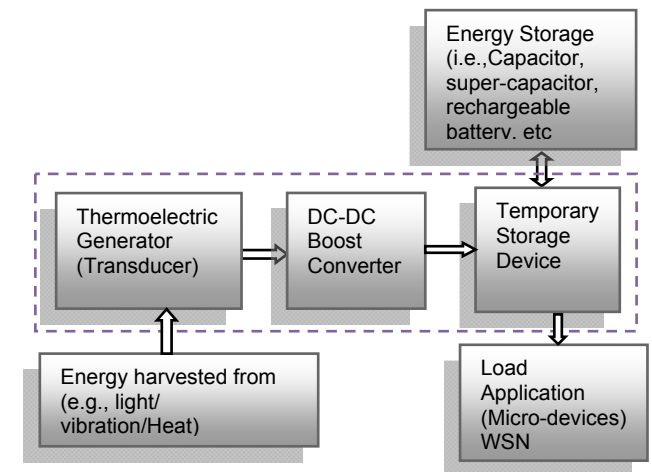 Energy Storage
(i.e.,Capacitor,
super-capacitor,
rechargeable
battery. etc
Thermoelectric
Generator
(Transducer)
DC-DC
Boost
Converter
Temporary
Storage
Device
Energy harvested from
(e.g., light/
vibration/Heat)
Load
Application
(Micro-devices)
WSN